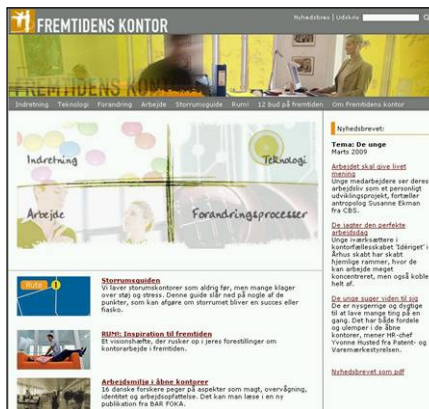 FREMTIDENS KONTOR
Nyhedsbrev | Udskriv
FREMTIDENS KONTOR
Indretning Teknologi Forandring Arbejde Storrumsguide Rum! 12 bud på fremtiden Om Fremtidens kontor
Indretning
Teknologi
Arbejde
Forandringsprocesser
Rute
Storrumsguiden
Vi laver storumskontorer som aldrig før, men mange klager
over støj og stress. Denne guide slår ned på nogle af de
punkter, som kan afgøre om storrumet bliver en succes eller
fiasko.
RUM!: Inspiration til fremtiden
Et visionshæfte, der rusker op i jeres forestillinger om
kontorarbejde i fremtiden.
Arbejdsmiljø i åbne kontorer
16 danske forskere peger på aspekter som magt, overvågning,
identitet og arbejdsopfattelse. Det kan man læse i en ny
publikation fra BAR FOKA.
Nyhedsbrevet:
Tema: De unge
Marts 2009
Arbejdet skal give livet
mening
Unge medarbejdere ser deres
arbejdsliv som et personligt
udviklingsprojekt, fortæller
antropolog Susanne Ekman
fra CBS.
De jagter den perfekte
arbejdsdag
Unge iværksættere i
kontorfællesskabet 'Idériget' i
Århus skabt har skabt
hjemlige rammer, hvor de
kan arbejde meget
koncentreret, men også koble
helt af.
De unge suger viden til sig
De er nysgerrige og dygtige
til at lave mange ting på en
gang. Det har både fordele
og ulemper i de åbne
kontorer, mener HR-chef
Yvonne Husted fra Patent- og
Varemærkestyrelsen.
Nyhedsbrevet som pdf